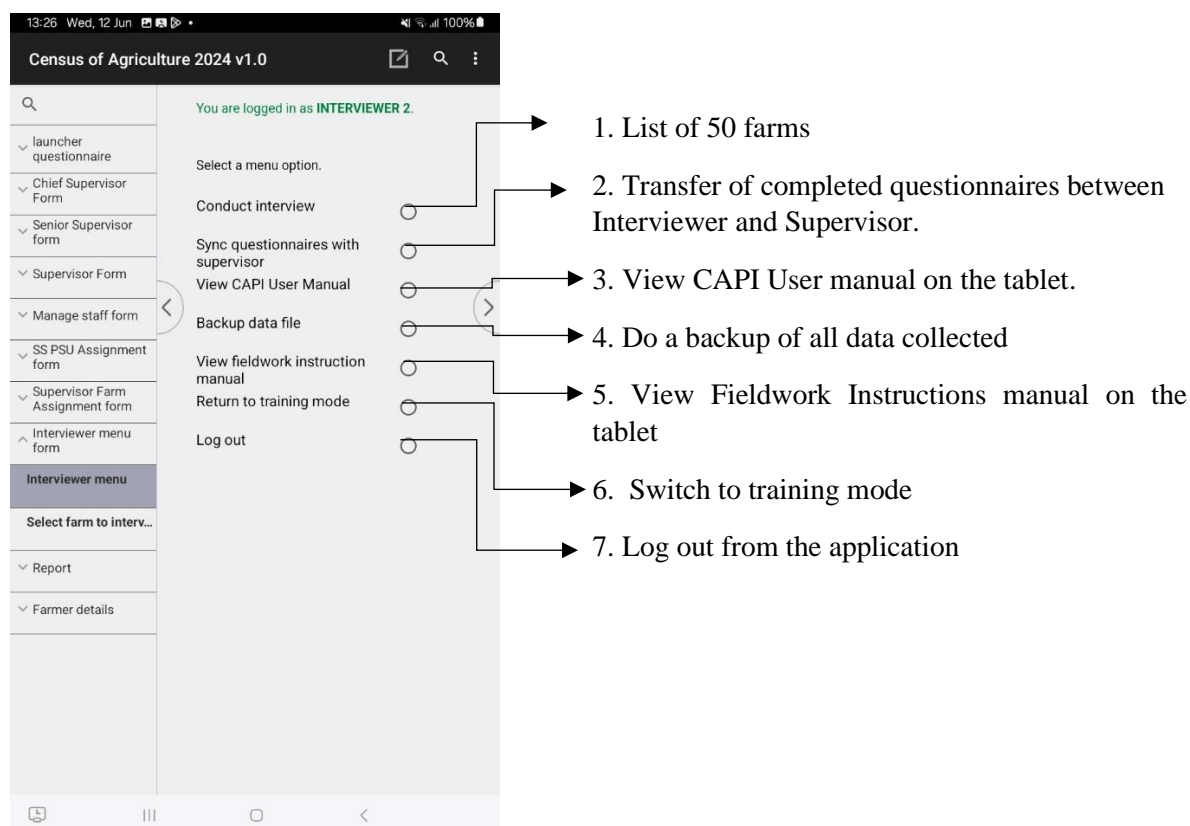 13:26 Wed, 12 Jun
100%
Census of Agriculture 2024 v1.0
launcher
questionnaire
Chief Supervisor
Form
Senior Supervisor
form
Supervisor Form
Manage staff form
SS PSU Assignment
form
Supervisor Farm
Assignment form
Interviewer menu
form
Interviewer menu
Select farm to interv...
Report
Farmer details
You are logged in as INTERVIEWER 2.
Select a menu option.
Conduct interview
Sync questionnaires with
supervisor
View CAPI User Manual
Backup data file
View fieldwork instruction
manual
Return to training mode
Log out
1. List of 50 farms
2. Transfer of completed questionnaires between
Interviewer and Supervisor.
3. View CAPI User manual on the tablet.
4. Do a backup of all data collected
5. View Fieldwork Instructions manual on the
tablet
6. Switch to training mode
7. Log out from the application